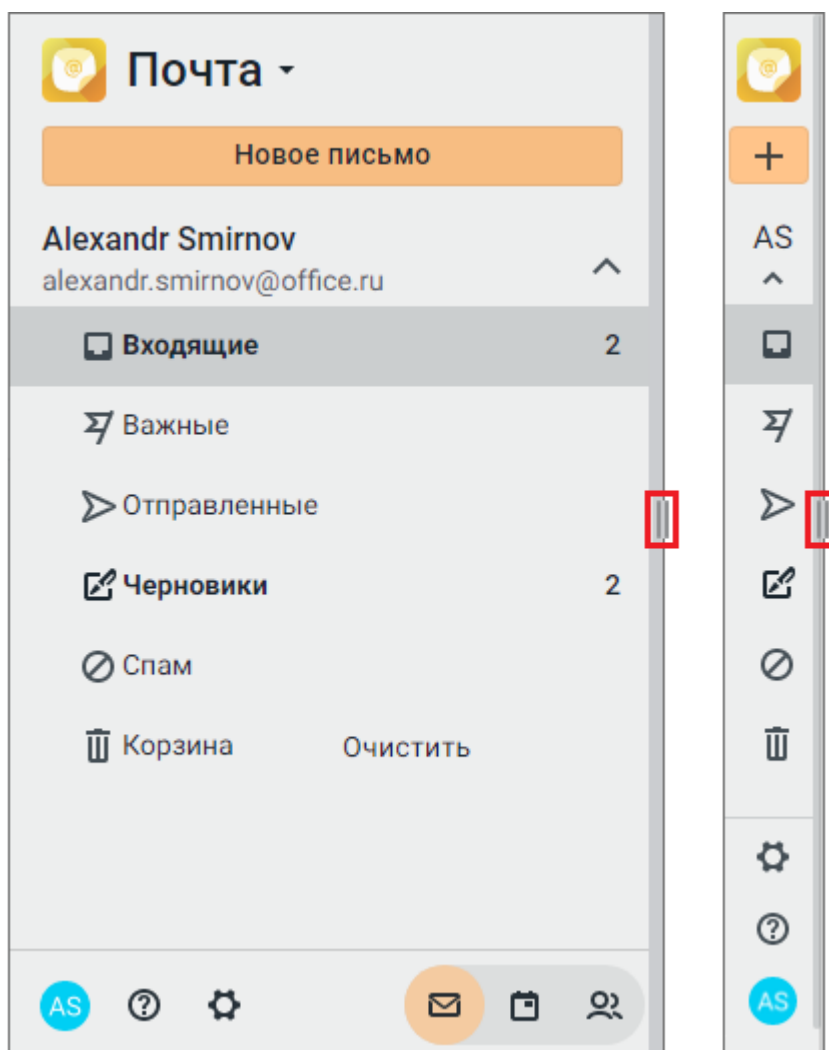 Почта
Новое письмо
Alexandr Smirnov
alexandr.smirnov@office.ru
Входящие 2
Важные
Отправленные
Черновики 2
Спам
Корзина Очистить
AS
AS
AS